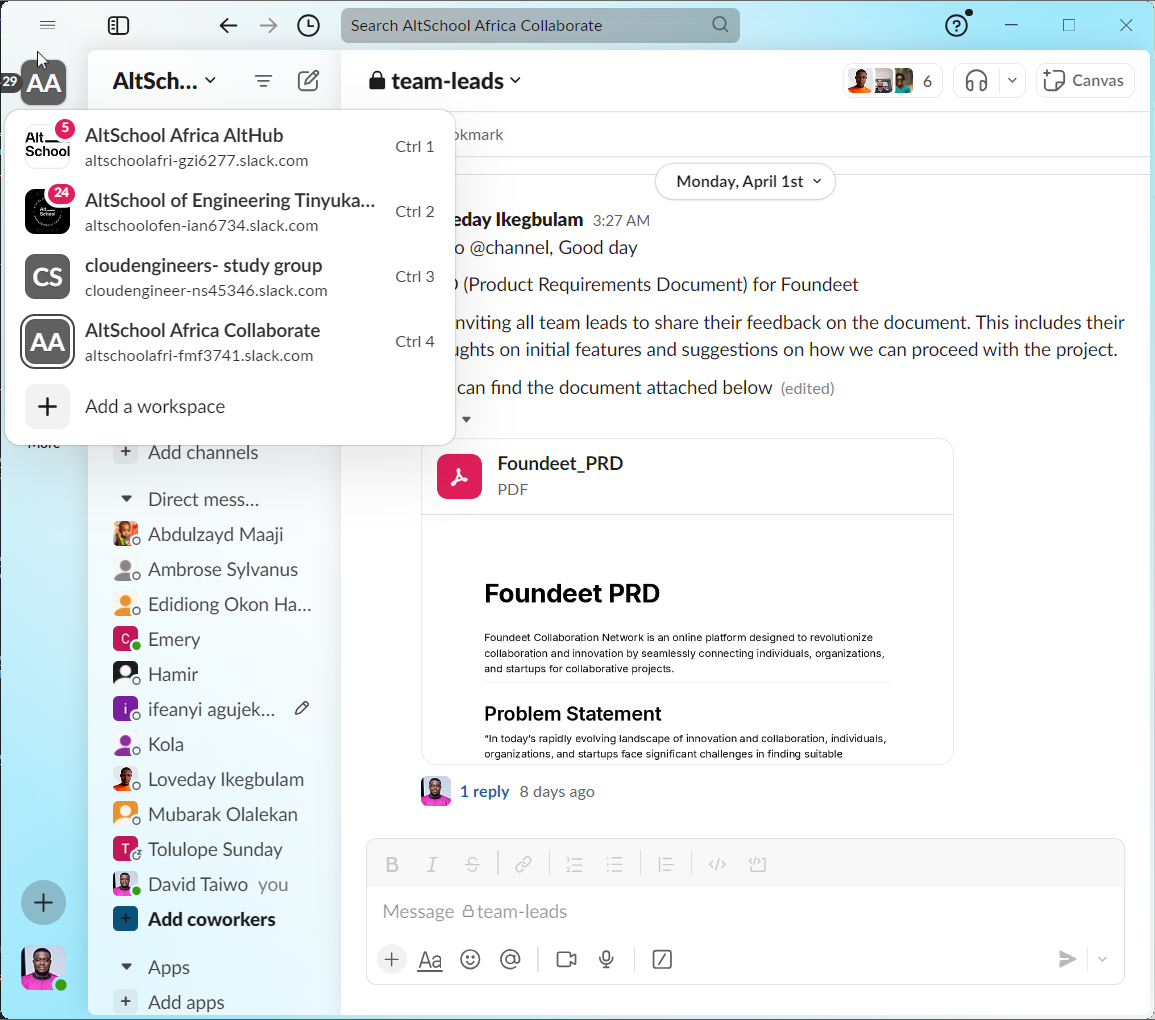 Search AltSchool Africa Collaborate
29
AA
AltSch...
team-leads
6
Canvas
Alt
School
5
AltSchool Africa AltHub
altschoolafri-gzi6277.slack.com
Ctrl 1
24
AltSchool of Engineering Tinyuka...
altschoolofen-ian6734.slack.com
Ctrl 2
CS
cloudengineers- study group
cloudengineer-ns45346.slack.com
Ctrl 3
AA
AltSchool Africa Collaborate
altschoolafri-fmf3741.slack.com
Ctrl 4
Add a workspace
Monday, April 1st
Ikegbulam 3:27 AM
@channel, Good day
(Product Requirements Document) for Foundeet
inviting all team leads to share their feedback on the document. This includes their
on initial features and suggestions on how we can proceed with the project.
can find the document attached below (edited)
Foundeet_PRD
PDF
Foundeet PRD
Foundeet Collaboration Network is an online platform designed to revolutionize
collaboration and innovation by seamlessly connecting individuals, organizations,
and startups for collaborative projects.
Problem Statement
“In today’s rapidly evolving landscape of innovation and collaboration, individuals,
organizations, and startups face significant challenges in finding suitable
1 reply 8 days ago
Add channels
Direct mess...
Abdulzayd Maaji
Ambrose Sylvanus
Edidiong Okon Ha...
C Emery
Hamir
i ifeanyi agujek...
Kola
Loveday Ikegbulam
Mubarak Olalekan
T Tolulope Sunday
David Taiwo you
Add coworkers
Apps
Add apps
B I S
Message team-leads
Aa